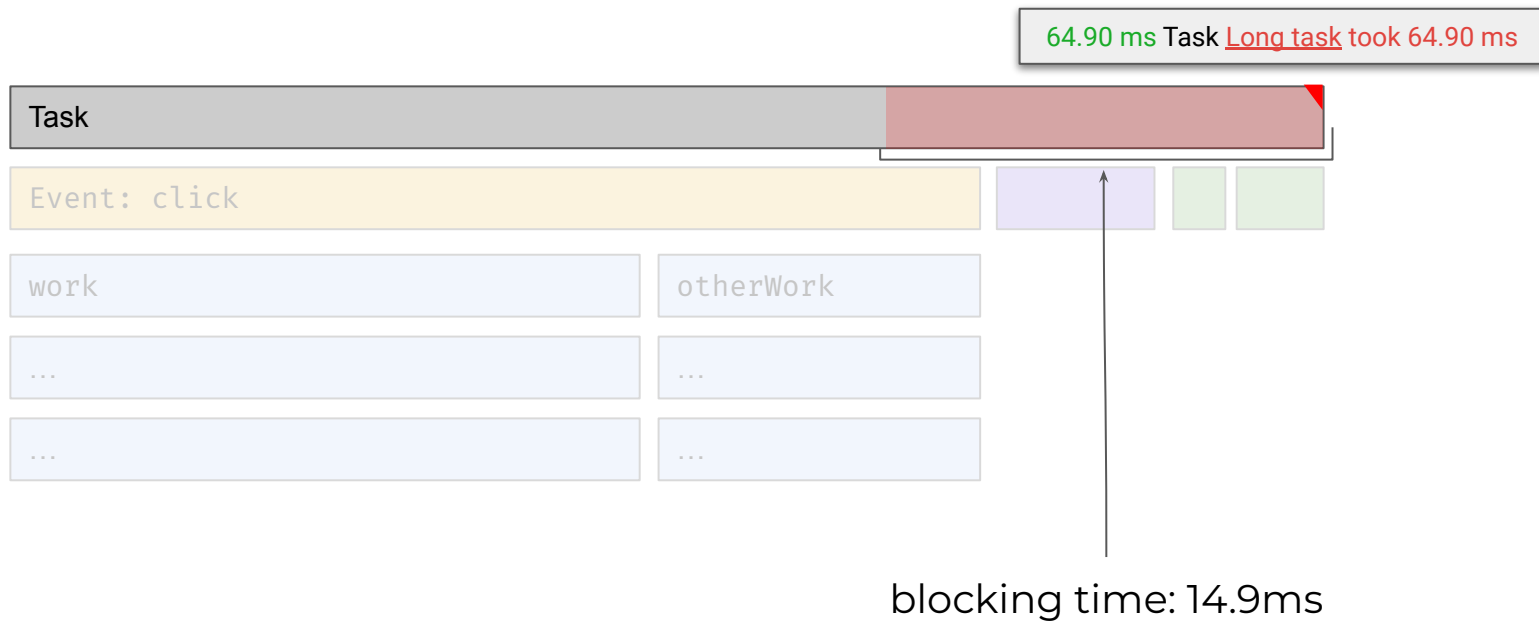 64.90 ms Task Long task took 64.90 ms
Task
Event: click
work
otherWork
...
...
...
...
blocking time: 14.9ms